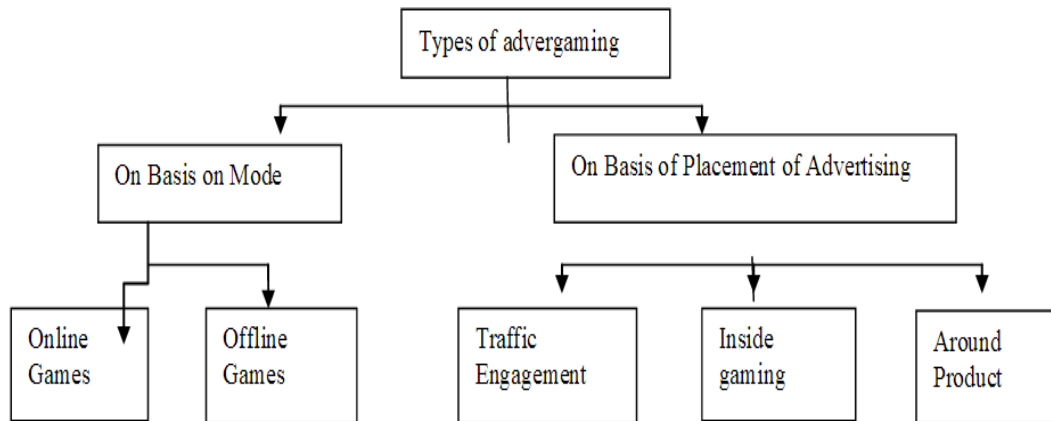 Types of advergaming
On Basis on Mode
On Basis of Placement of Advertising
Online
Games
Offline
Games
Traffic
Engagement
Inside
gaming
Around
Product